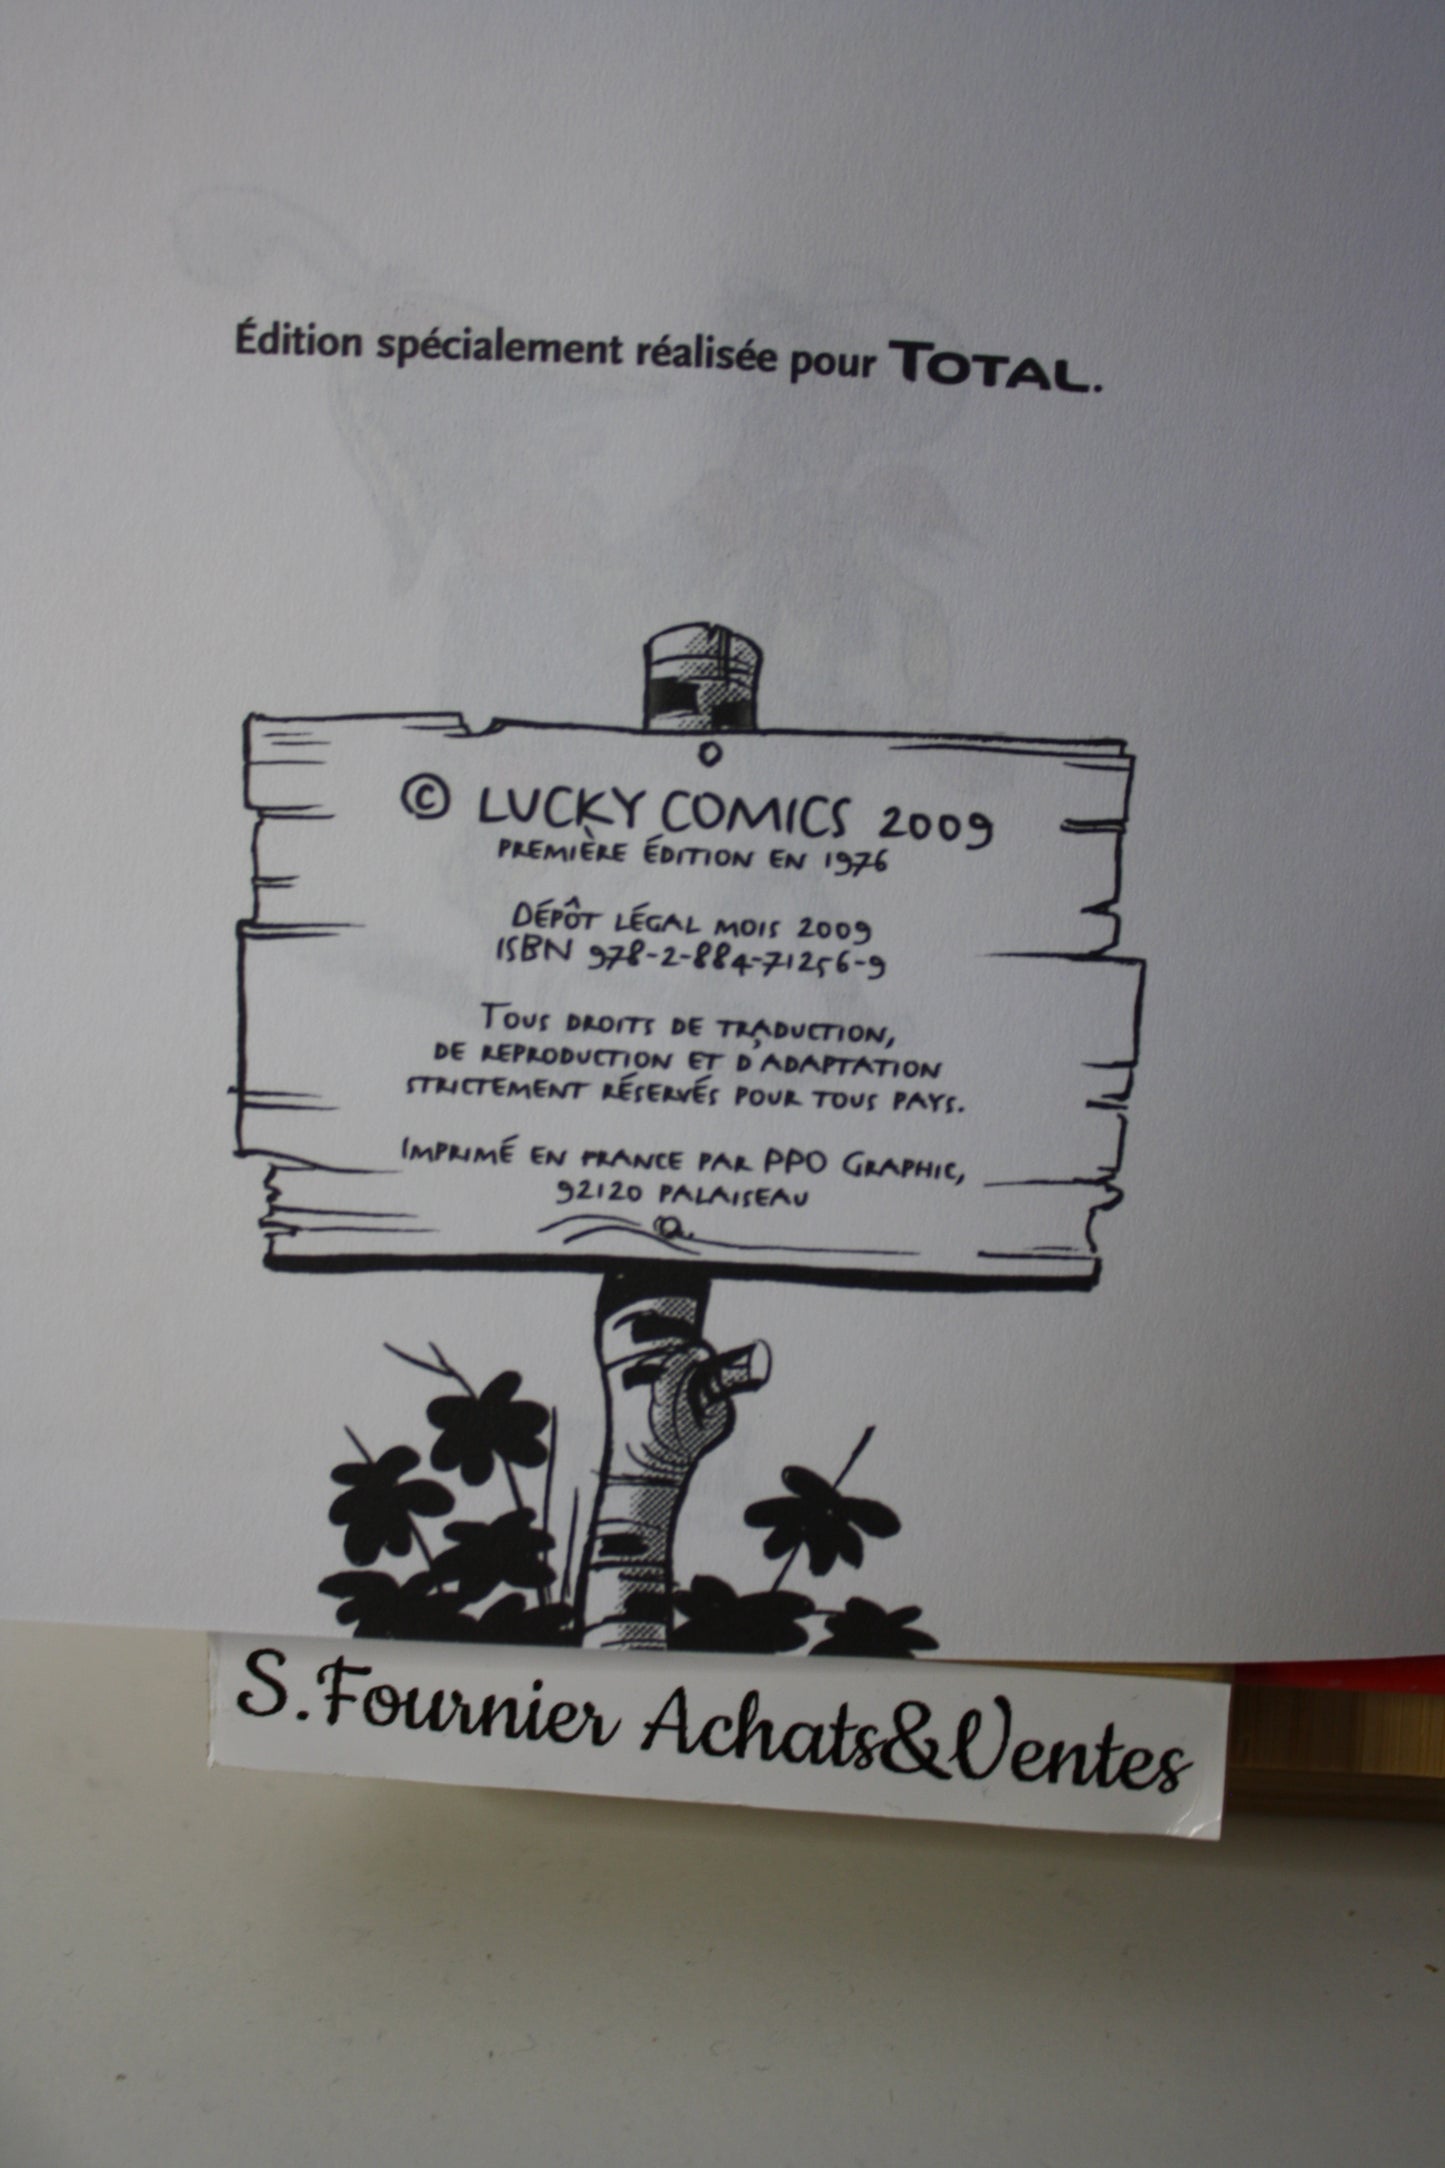 Édition spécialement réalisée pour TOTAL.
© LUCKY COMICS 2009
PREMIÈRE ÉDITION EN 1976
DÉPÔT LÉGAL MOIS 2009
ISBN 978-2-884-71256-9
TOUS DROITS DE TRADUCTION,
DE REPRODUCTION ET D'ADAPTATION
STRICTEMENT RÉSERVÉS POUR TOUS PAYS.
IMPRIMÉ EN FRANCE PAR PPO GRAPHIC,
92120 PALAISEAU
S.Fournier Achats&Ventes